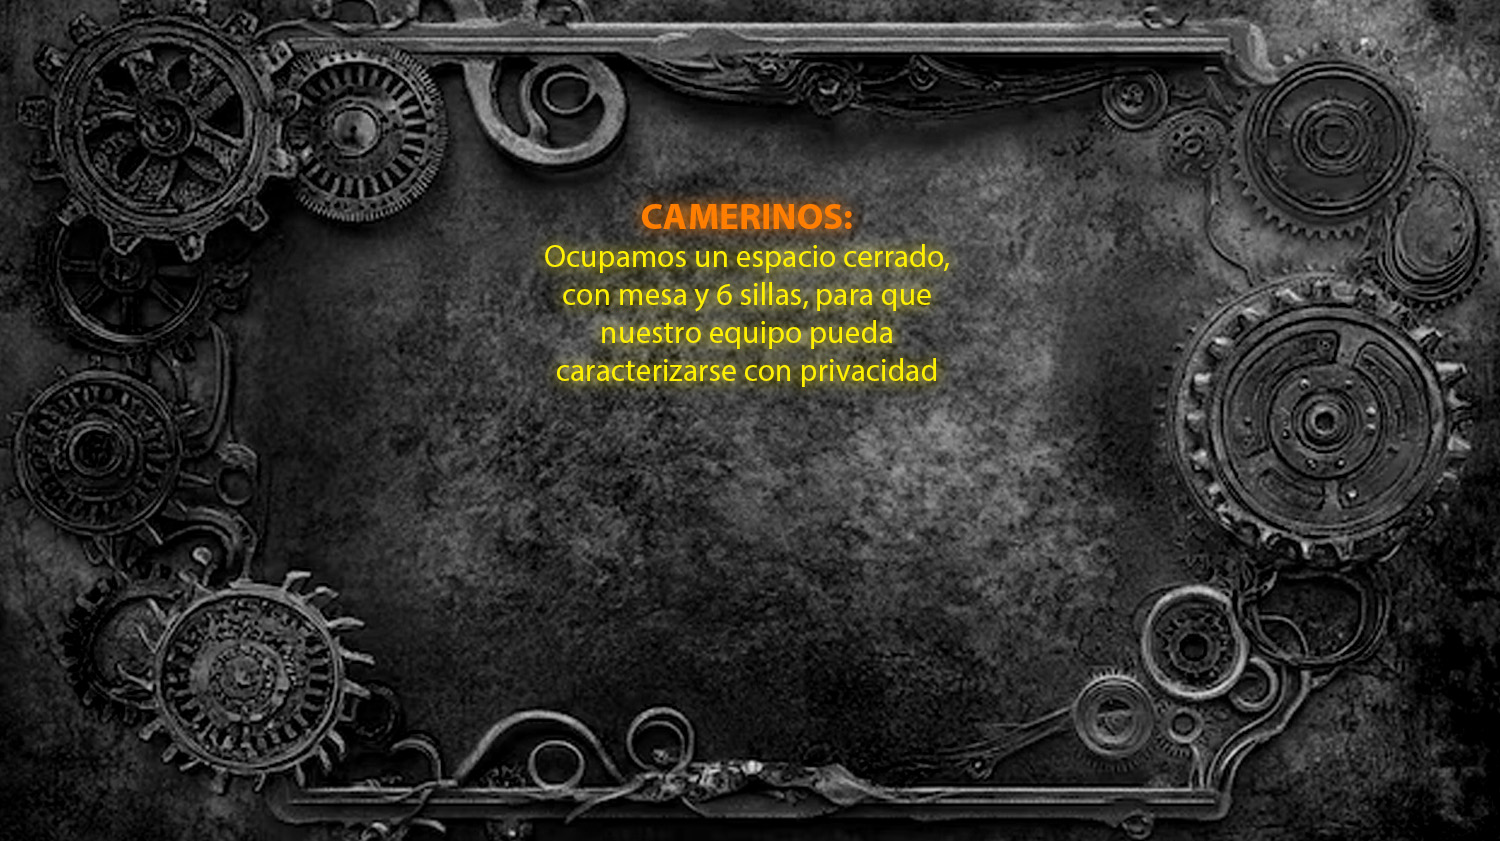 CAMERINOS:
Ocupamos un espacio cerrado,
con mesa y 6 sillas, para que
nuestro equipo pueda
caracterizarse con privacidad